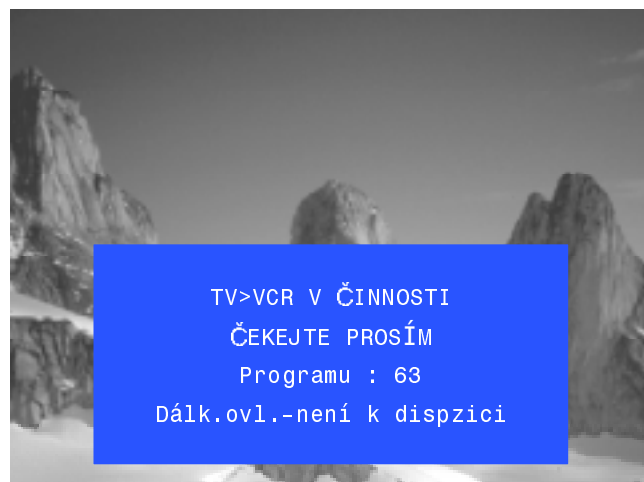 TV>VCR V ČINNOSTI
ČEKEJTE PROSÍM
Programu : 63
Dálk.ovl.-není k dispzici